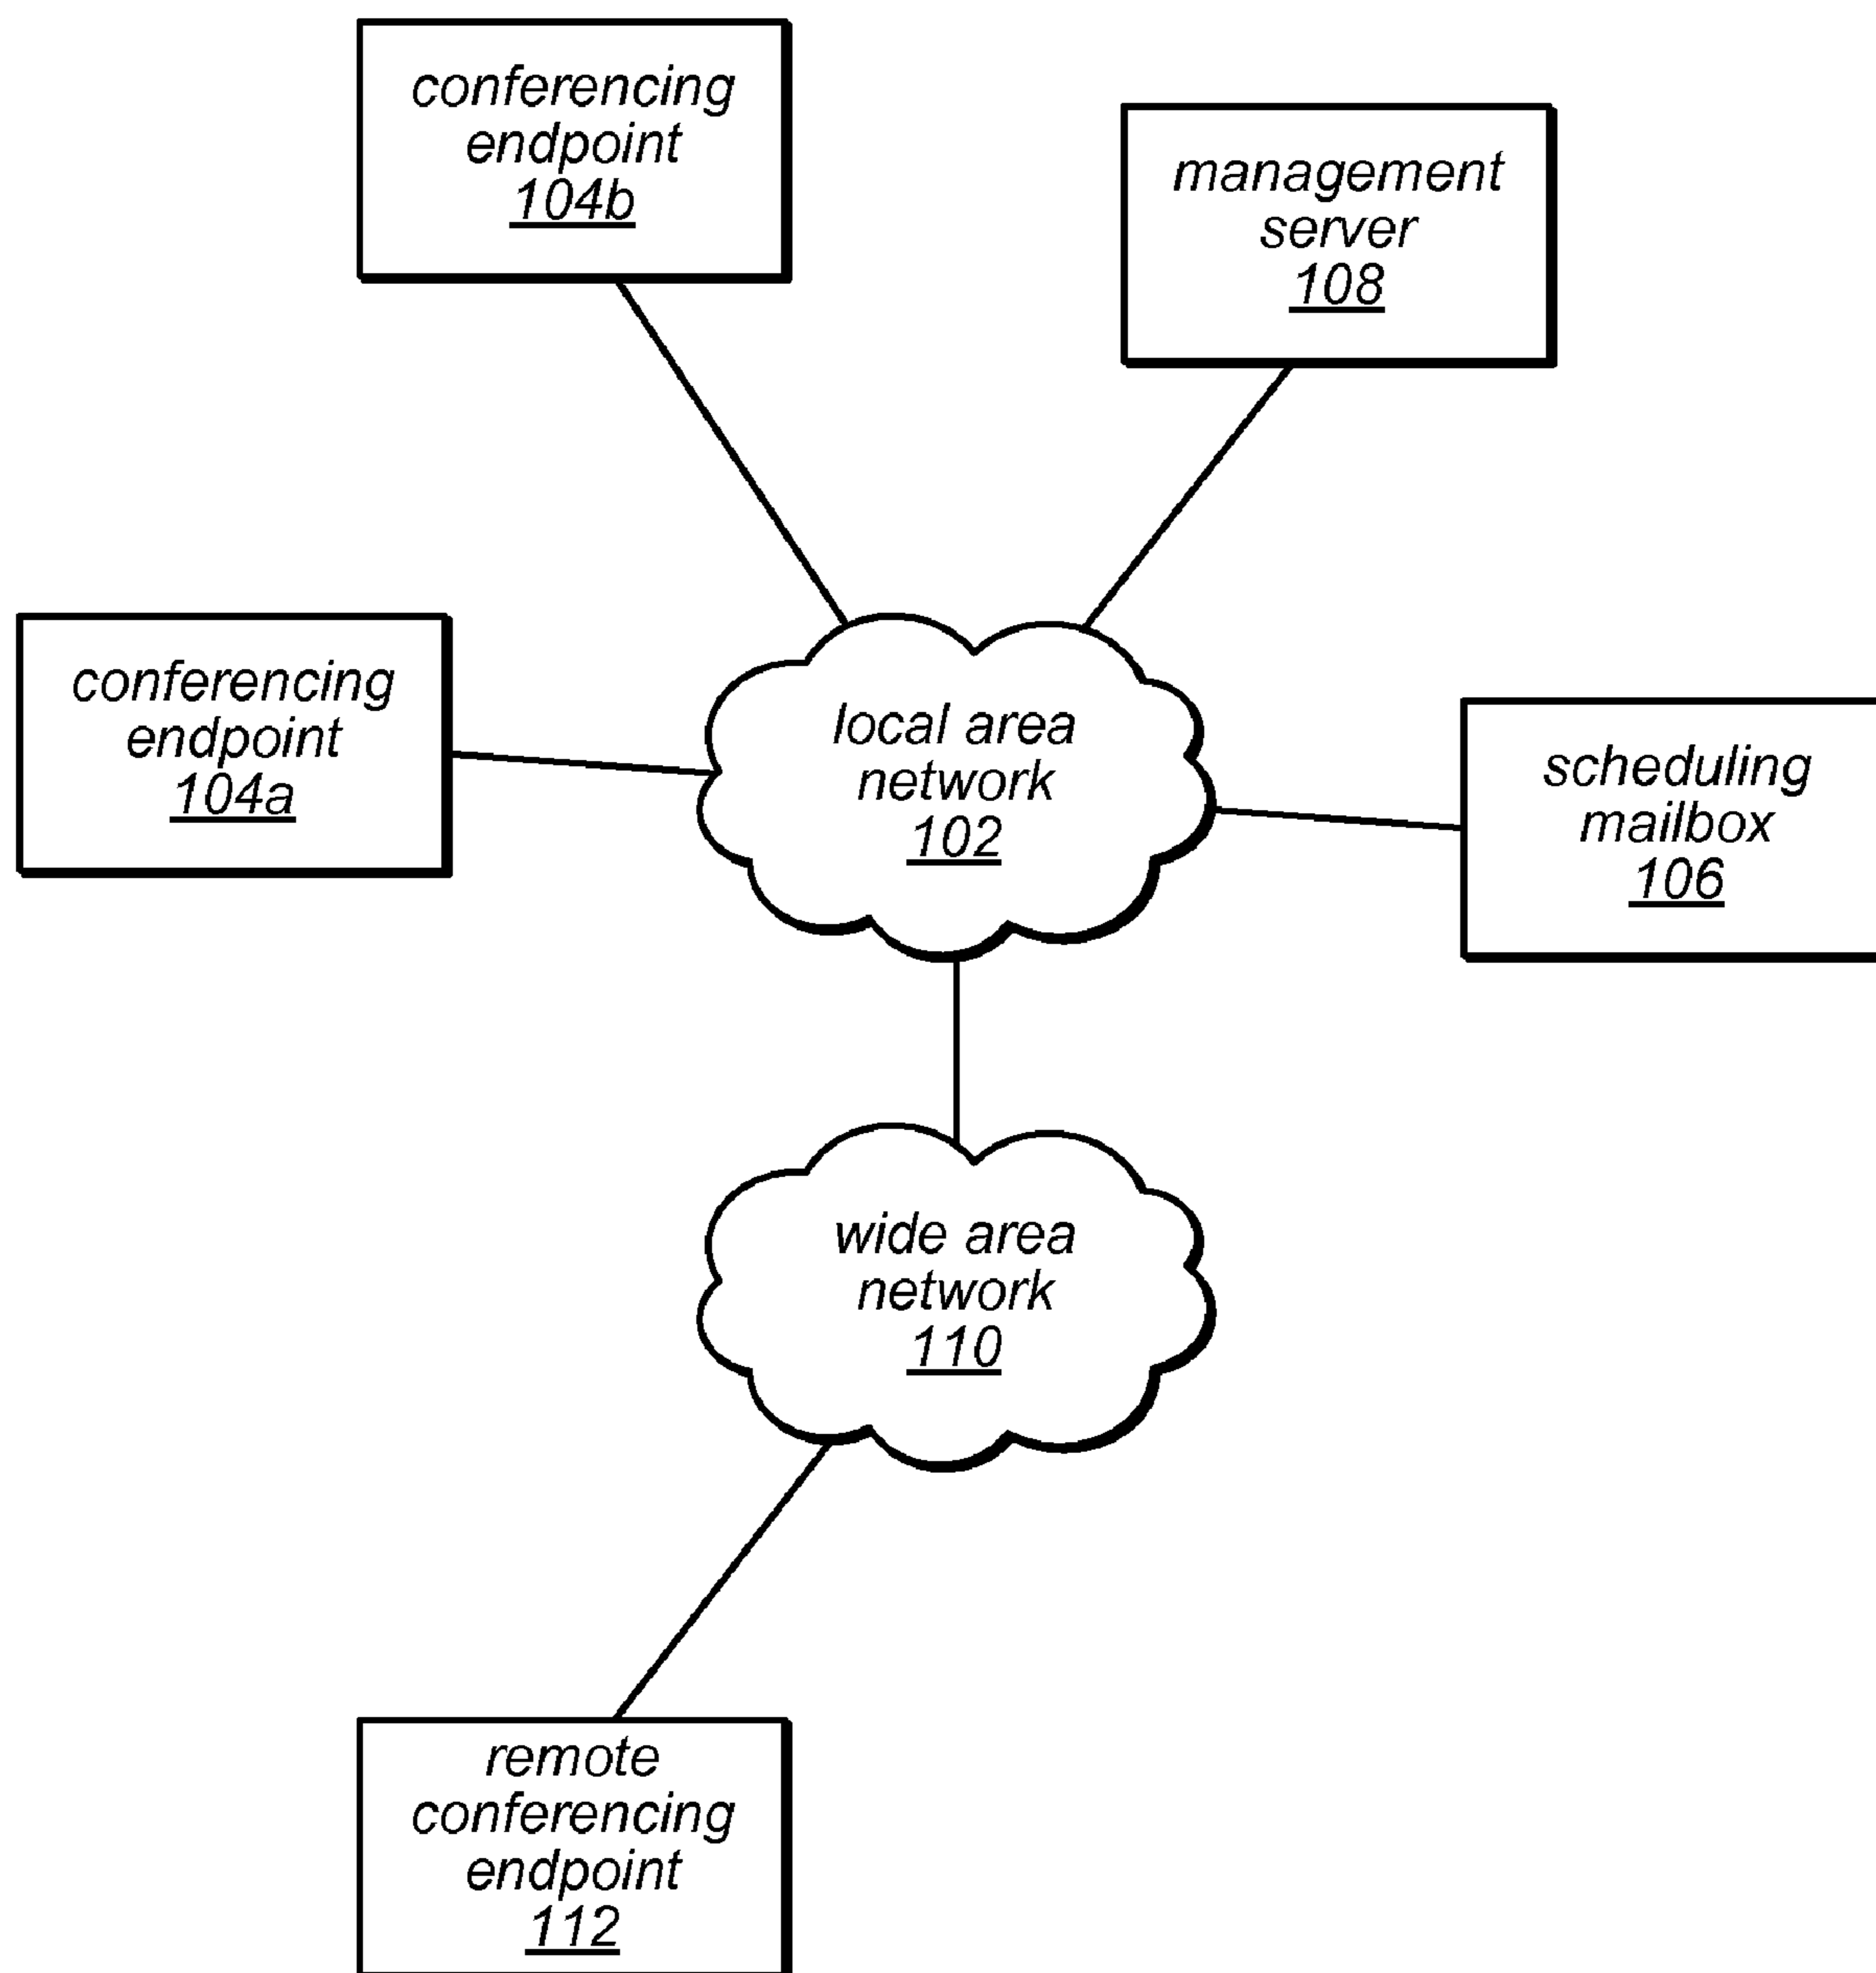 conferencing
endpoint
104b
management
server
108
conferencing
endpoint
104a
local area
network
102
scheduling
mailbox
106
wide area
network
110
remote
conferencing
endpoint
112